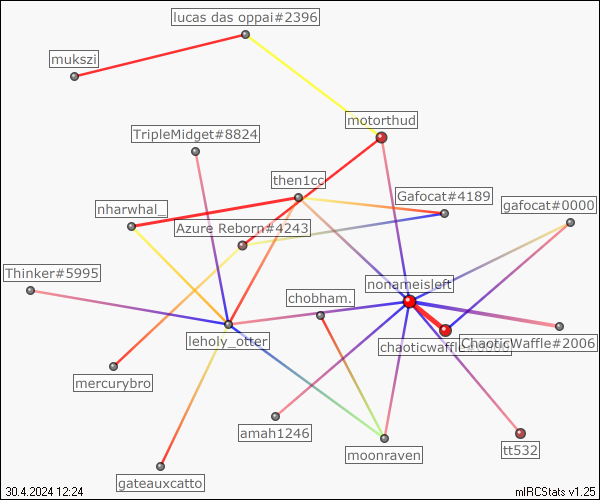 lucas das oppai#2396
mukszi
motorthud
TripleMidget#8824
then1cc
Gafocat#4189
gafocat#0000
nharwhal_
Azure Reborn#4243
Thinker#5995
nonameisleft
chobham.
leholy_otter
chaoticwaffle#0000
ChaoticWaffle#2006
mercurybro
amah1246
moonraven
tt532
gateauxcatto
30.4.2024 12:24
mIRCStats v1.25